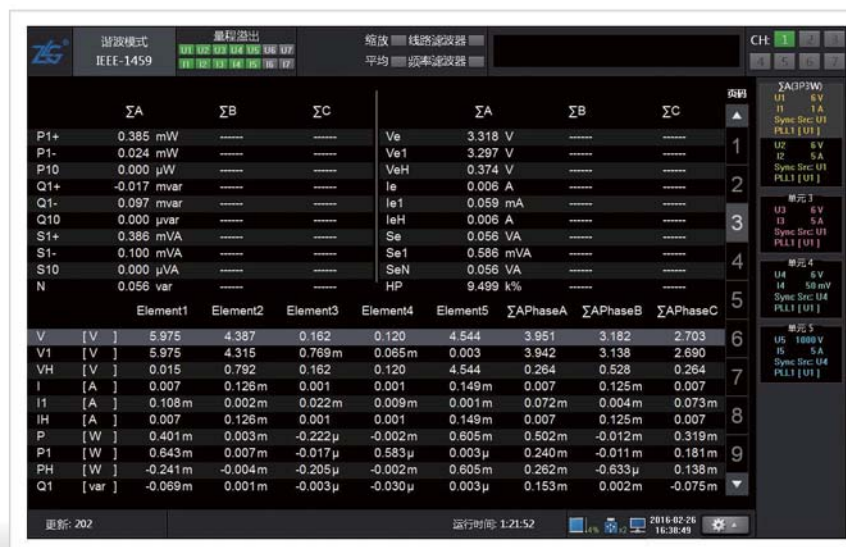 ZLG
谐波模式
IEEE-1459
量程溢出
U1 U2 U3 U4 U5 U6 U7
I1 I2 I3 I4 I5 I6 I7
缩放 线路滤波器
平均 频率滤波器
CH: 1 2 3
4 5 6 7
ΣA ΣB ΣC ΣA ΣB ΣC
P1+ 0.385 mW ------ ------ Ve 3.318 V ------ ------
P1- 0.024 mW ------ ------ Ve1 3.297 V ------ ------
P10 0.000 µW ------ ------ VeH 0.374 V ------ ------
Q1+ -0.017 mvar ------ ------ Ie 0.006 A ------ ------
Q1- 0.097 mvar ------ ------ Ie1 0.059 mA ------ ------
Q10 0.000 µvar ------ ------ IeH 0.006 A ------ ------
S1+ 0.386 mVA ------ ------ Se 0.056 VA ------ ------
S1- 0.100 mVA ------ ------ Se1 0.586 mVA ------ ------
S10 0.000 µVA ------ ------ SeN 0.056 VA ------ ------
N 0.056 var ------ ------ HP 9.499 k% ------ ------
Element1 Element2 Element3 Element4 Element5 ΣAPhaseA ΣAPhaseB ΣAPhaseC
V [ V ] 5.975 4.387 0.162 0.120 4.544 3.951 3.182 2.703
V1 [ V ] 5.975 4.315 0.769m 0.065m 0.003 3.942 3.138 2.690
VH [ V ] 0.015 0.792 0.162 0.120 4.544 0.264 0.528 0.264
I [ A ] 0.007 0.126m 0.001 0.001 0.149m 0.007 0.125m 0.007
I1 [ A ] 0.108m 0.002m 0.022m 0.009m 0.001m 0.072m 0.004m 0.073m
IH [ A ] 0.007 0.126m 0.001 0.001 0.149m 0.007 0.125m 0.007
P [ W ] 0.401m 0.003m -0.222µ -0.002m 0.605m 0.502m -0.012m 0.319m
P1 [ W ] 0.643m 0.007m -0.017µ 0.583µ 0.003µ 0.240m -0.011m 0.181m
PH [ W ] -0.241m -0.004m -0.205µ -0.002m 0.605m 0.262m -0.633µ 0.138m
Q1 [ var ] -0.069m 0.001m -0.003µ -0.030µ 0.003µ 0.153m 0.002m -0.075m
页码
1
2
3
4
5
6
7
8
9
ΣA(3P3W)
U1 6 V
I1 1 A
Sync Src: U1
PLL1 [ U1 ]
U2 6 V
I2 5 A
Sync Src: U1
PLL1 [ U1 ]
单元 3
U3 6 V
I3 5 A
Sync Src: U1
PLL1 [ U1 ]
单元 4
U4 6 V
I4 50 mV
Sync Src: U4
PLL1 [ U1 ]
单元 5
U5 1000 V
I5 5 A
Sync Src: U4
PLL1 [ U1 ]
更新: 202
运行时间: 1:21:52
4% x2
2016-02-26
16:38:49